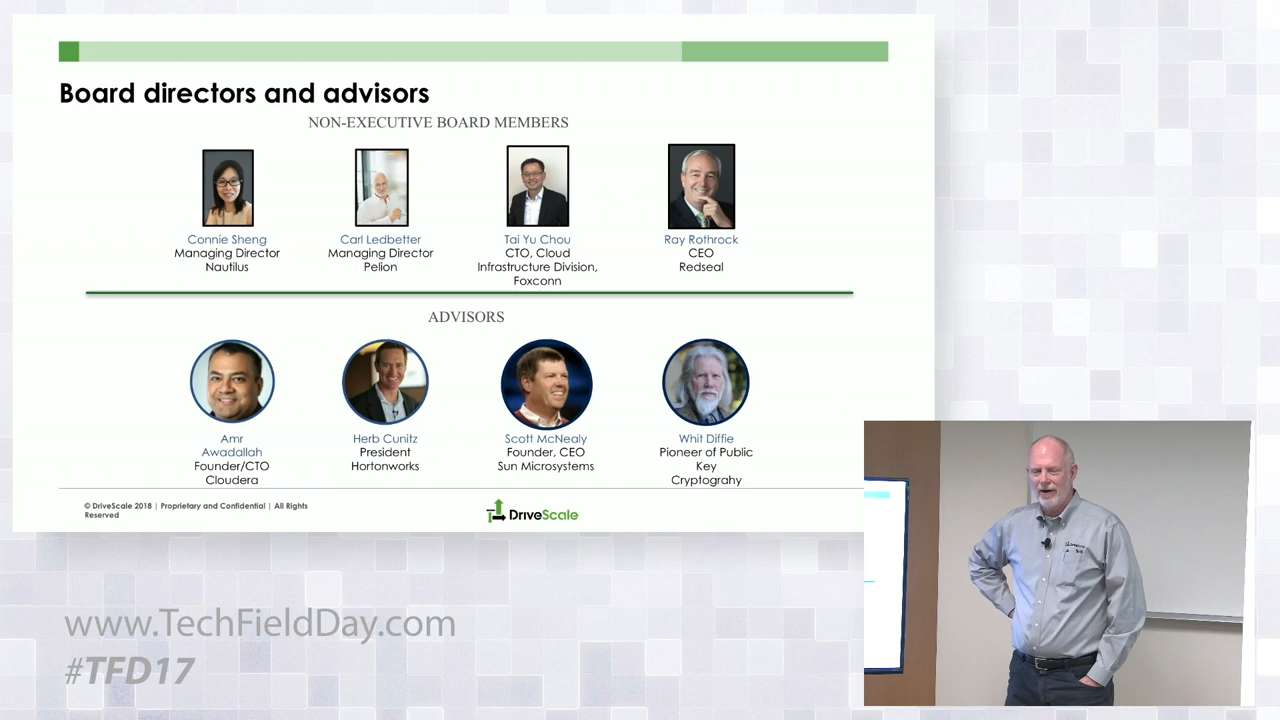 Board directors and advisors
NON-EXECUTIVE BOARD MEMBERS
Connie Sheng
Managing Director
Nautilus
Carl Ledbetter
Managing Director
Pelion
Tai Yu Chou
CTO, Cloud
Infrastructure Division,
Foxconn
Ray Rothrock
CEO
Redseal
ADVISORS
Amr
Awadallah
Founder/CTO
Cloudera
Herb Cunitz
President
Hortonworks
Scott McNealy
Founder, CEO
Sun Microsystems
Whit Diffie
Pioneer of Public
Key
Cryptograhy
© DriveScale 2018 | Proprietary and Confidential | All Rights
Reserved
DriveScale
www.TechFieldDay.com
#TFD17